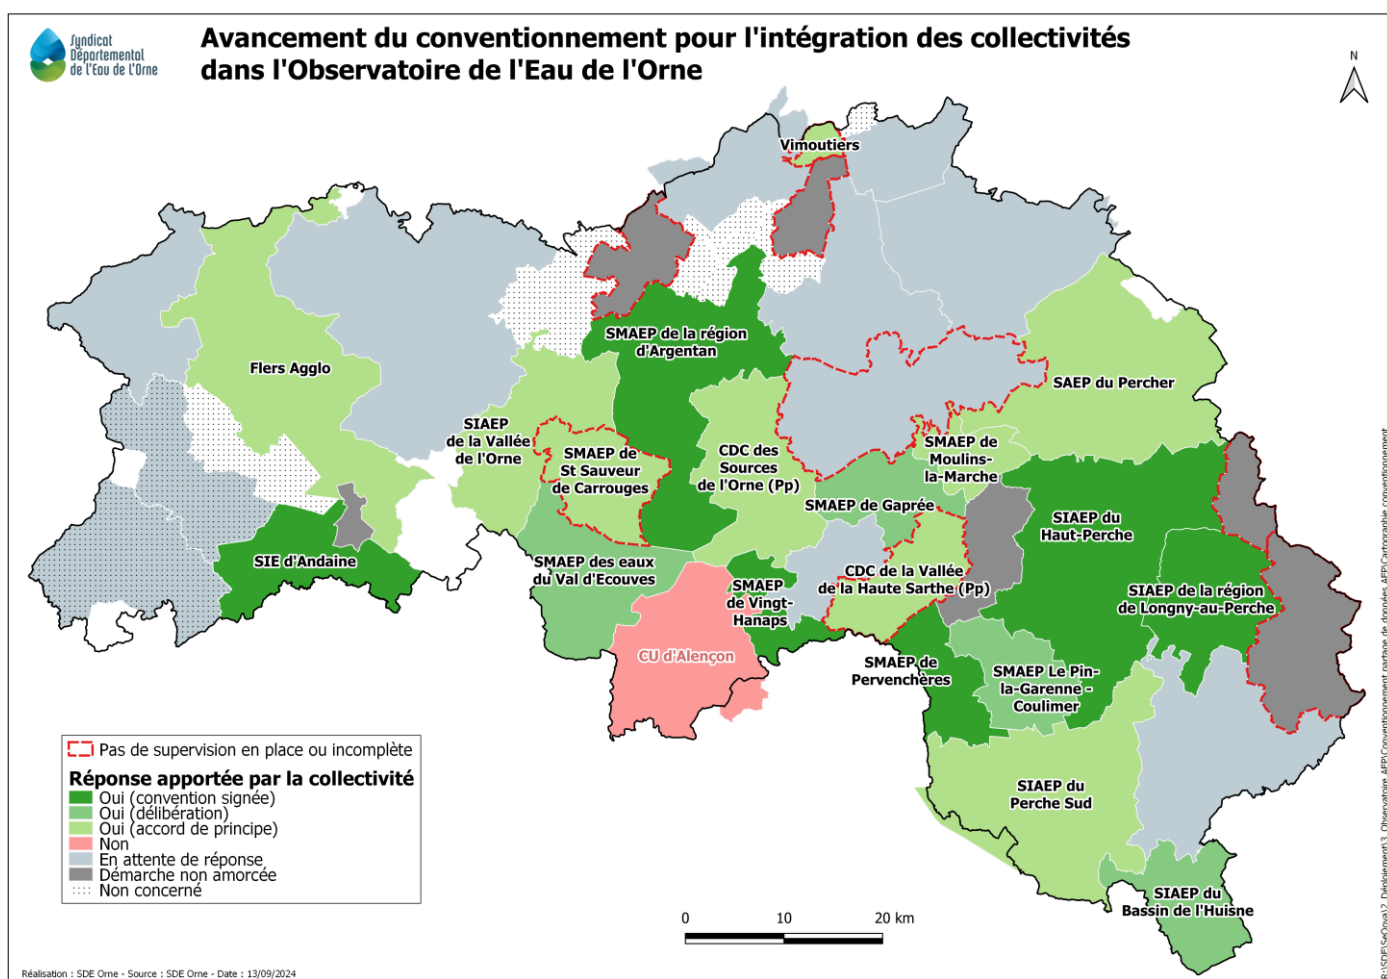 Syndicat
Départemental
de l'Eau de l'Orne
Avancement du conventionnement pour l'intégration des collectivités
dans l'Observatoire de l'Eau de l'Orne
N
Vimoutiers
SMAEP de la région
d'Argentan
Flers Agglo
SAEP du Percher
SIAEP
de la Vallée
de l'Orne
SMAEP de
St Sauveur
de Carrouges
CDC des
Sources
de l'Orne (Pp)
SMAEP de
Moulins-
la-Marche
SMAEP de Gaprée
SIAEP du
Haut-Perche
SIE d'Andaine
SMAEP des eaux
du Val d'Ecouves
SMAEP
de Vingt-
Hanaps
CDC de la Vallée
de la Haute Sarthe (Pp)
SIAEP de la région
de Longny-au-Perche
CU d'Alençon
SMAEP de
Pervenchères
SMAEP Le Pin-
la-Garenne -
Coulimer
SIAEP du
Perche Sud
SIAEP du
Bassin de l'Huisne
Pas de supervision en place ou incomplète
Réponse apportée par la collectivité
Oui (convention signée)
Oui (délibération)
Oui (accord de principe)
Non
En attente de réponse
Démarche non amorcée
Non concerné
0 10 20 km
Réalisation : SDE Orne - Source : SDE Orne - Date : 13/09/2024